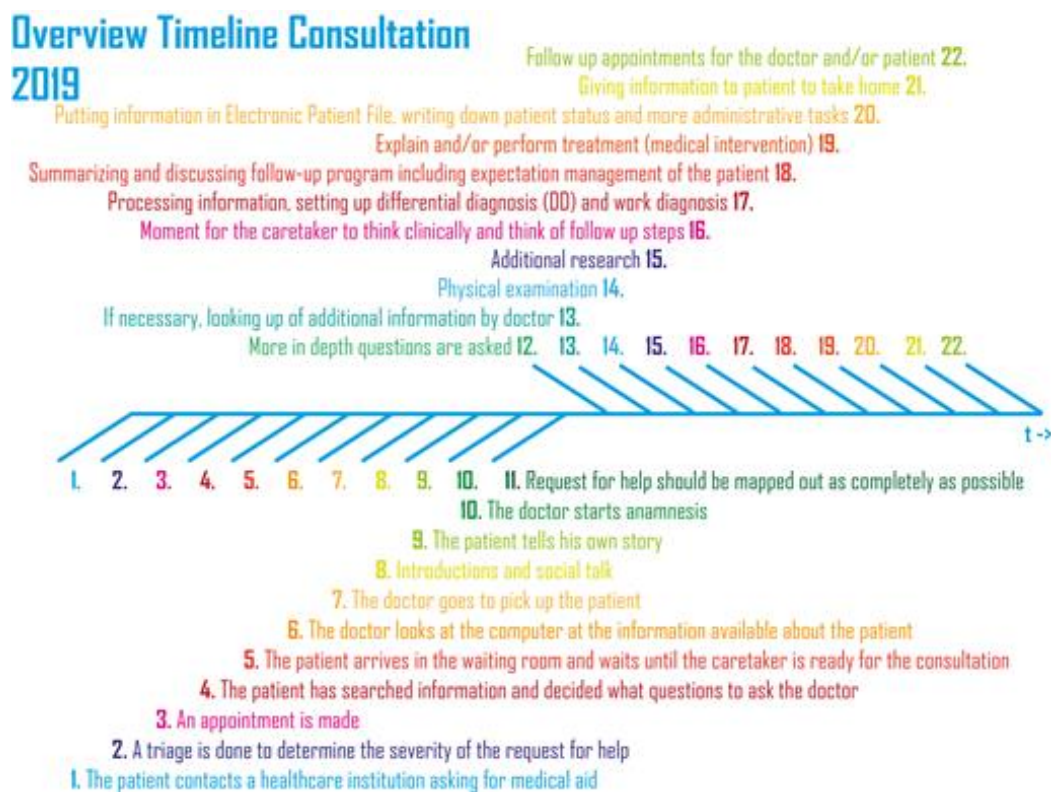 Overview Timeline Consultation
2019
Follow up appointments for the doctor and/or patient 22.
Giving information to patient to take home 21.
Putting information in Electronic Patient File, writing down patient status and more administrative tasks 20.
Explain and/or perform treatment (medical intervention) 19.
Summarizing and discussing follow-up program including expectation management of the patient 18.
Processing information, setting up differential diagnosis (DD) and work diagnosis 17.
Moment for the caretaker to think clinically and think of follow up steps 16.
Additional research 15.
Physical examination 14.
If necessary, looking up of additional information by doctor 13.
More in depth questions are asked 12. 13. 14. 15. 16. 17. 18. 19. 20. 21. 22.
t ->
1. 2. 3. 4. 5. 6. 7. 8. 9. 10. 11. Request for help should be mapped out as completely as possible
10. The doctor starts anamnesis
9. The patient tells his own story
8. Introductions and social talk
7. The doctor goes to pick up the patient
6. The doctor looks at the computer at the information available about the patient
5. The patient arrives in the waiting room and waits until the caretaker is ready for the consultation
4. The patient has searched information and decided what questions to ask the doctor
3. An appointment is made
2. A triage is done to determine the severity of the request for help
1. The patient contacts a healthcare institution asking for medical aid